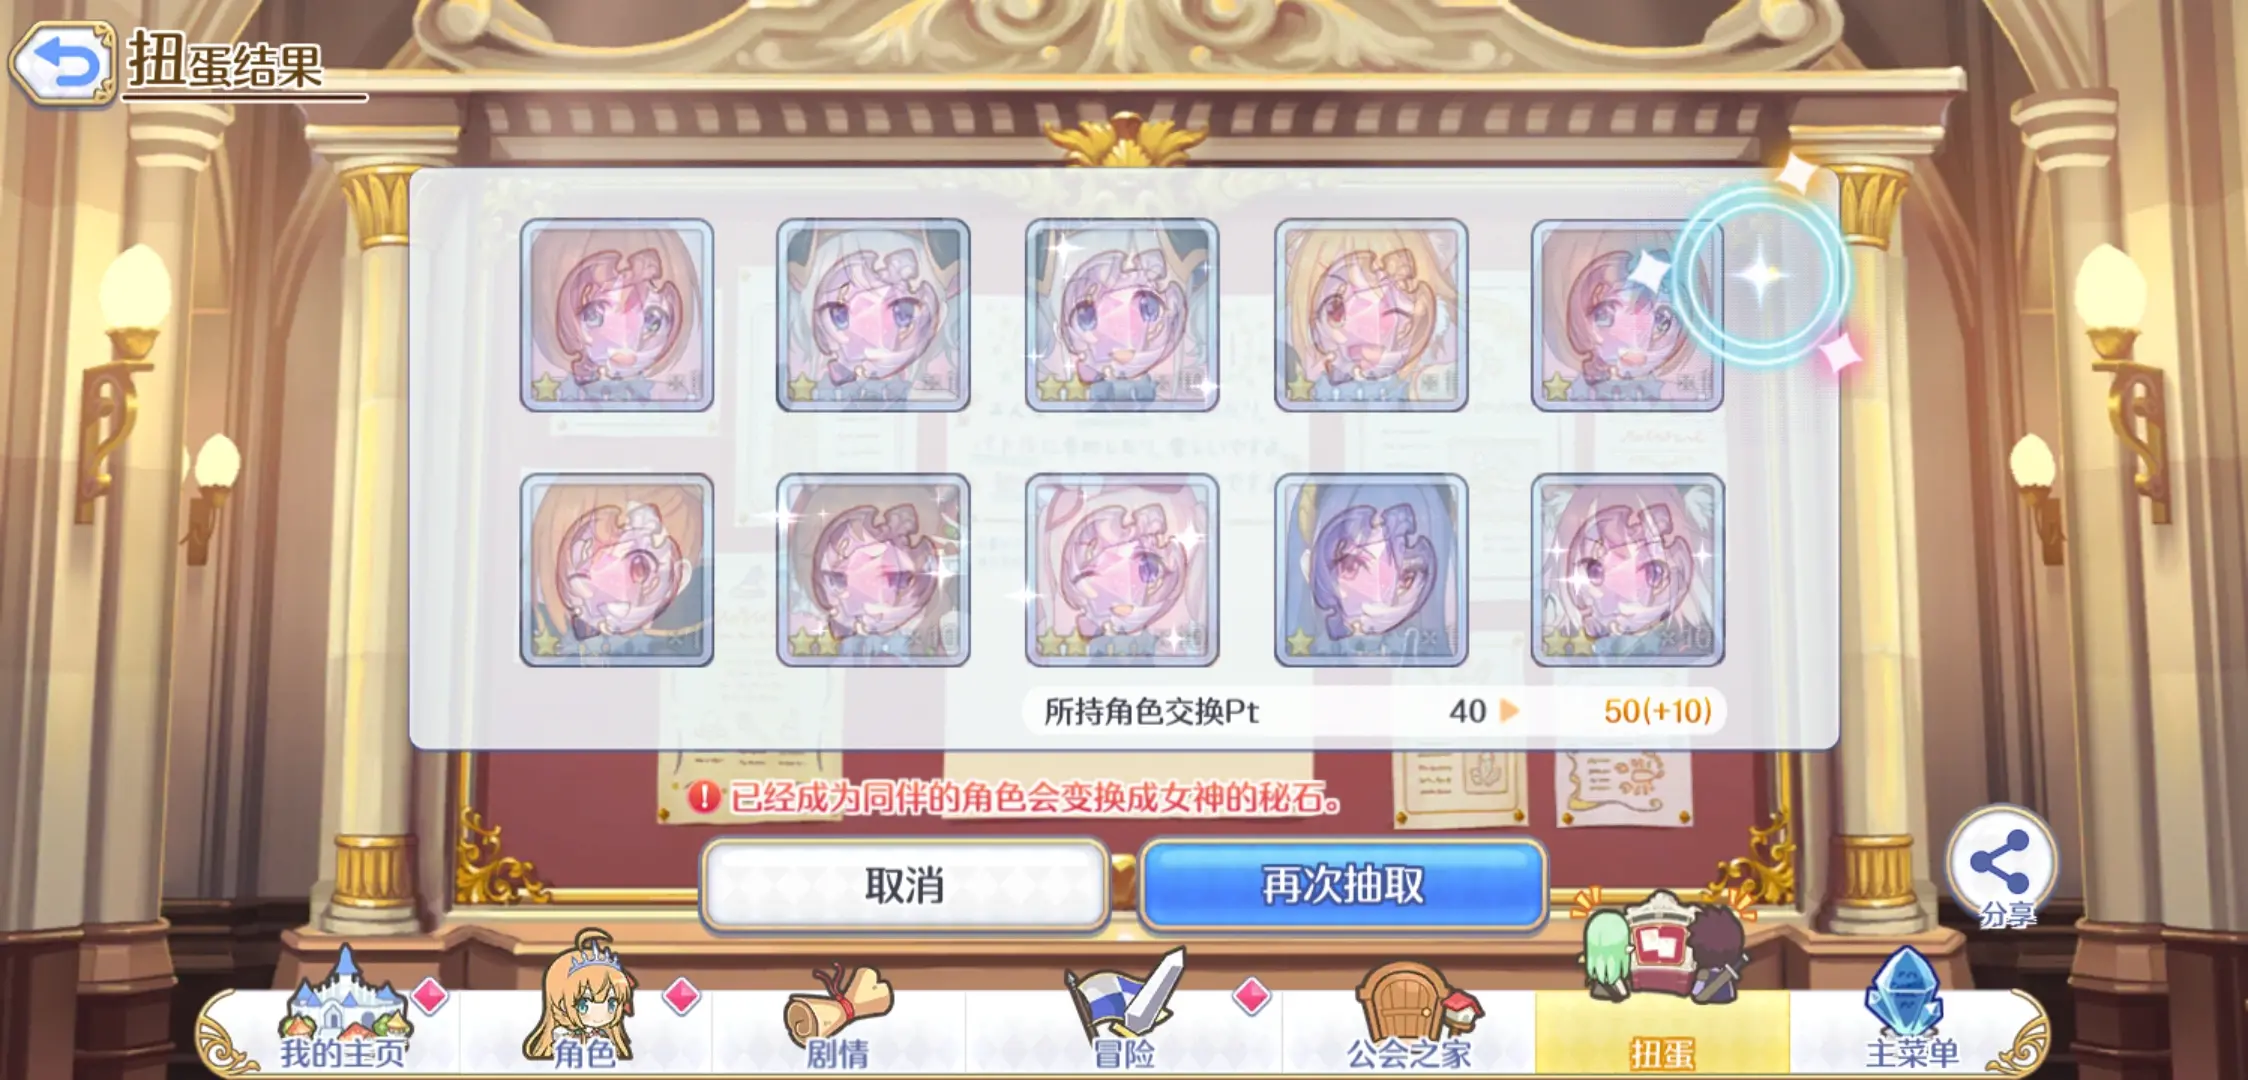 扭蛋结果
所持角色交换Pt 40 50(+10)
已经成为同伴的角色会变换成女神的秘石。
取消
再次抽取
分享
我的主页
角色
剧情
冒险
公会之家
扭蛋
主菜单